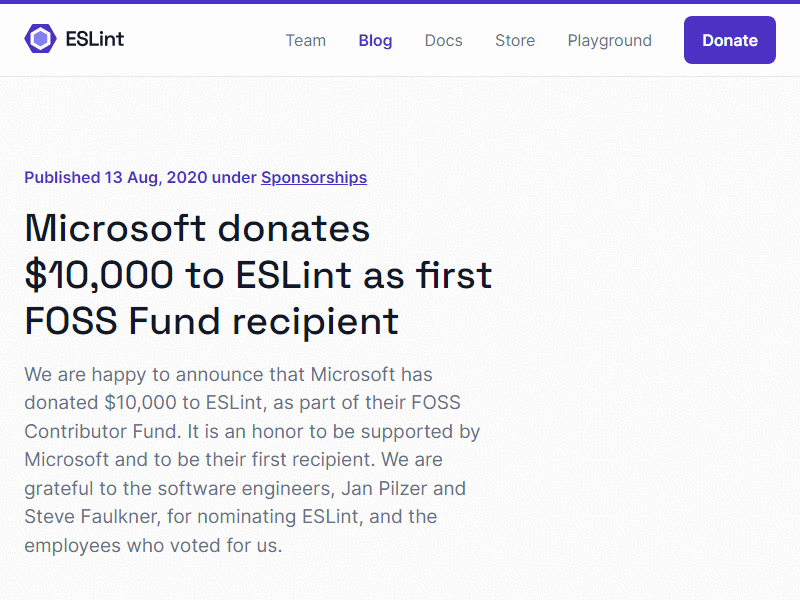 ESLint
Team Blog Docs Store Playground Donate
Published 13 Aug, 2020 under Sponsorships
Microsoft donates
$10,000 to ESLint as first
FOSS Fund recipient
We are happy to announce that Microsoft has
donated $10,000 to ESLint, as part of their FOSS
Contributor Fund. It is an honor to be supported by
Microsoft and to be their first recipient. We are
grateful to the software engineers, Jan Pilzer and
Steve Faulkner, for nominating ESLint, and the
employees who voted for us.